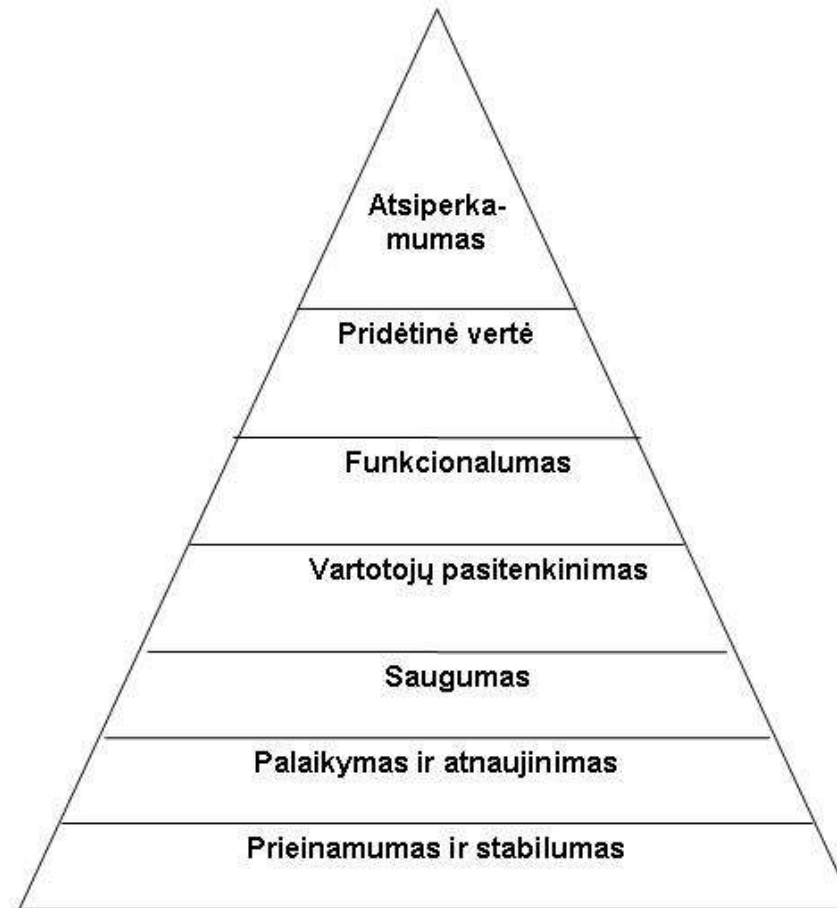 Atsiperka-
mumas
Pridėtinė vertė
Funkcionalumas
Vartotojų pasitenkinimas
Saugumas
Palaikymas ir atnaujinimas
Prieinamumas ir stabilumas